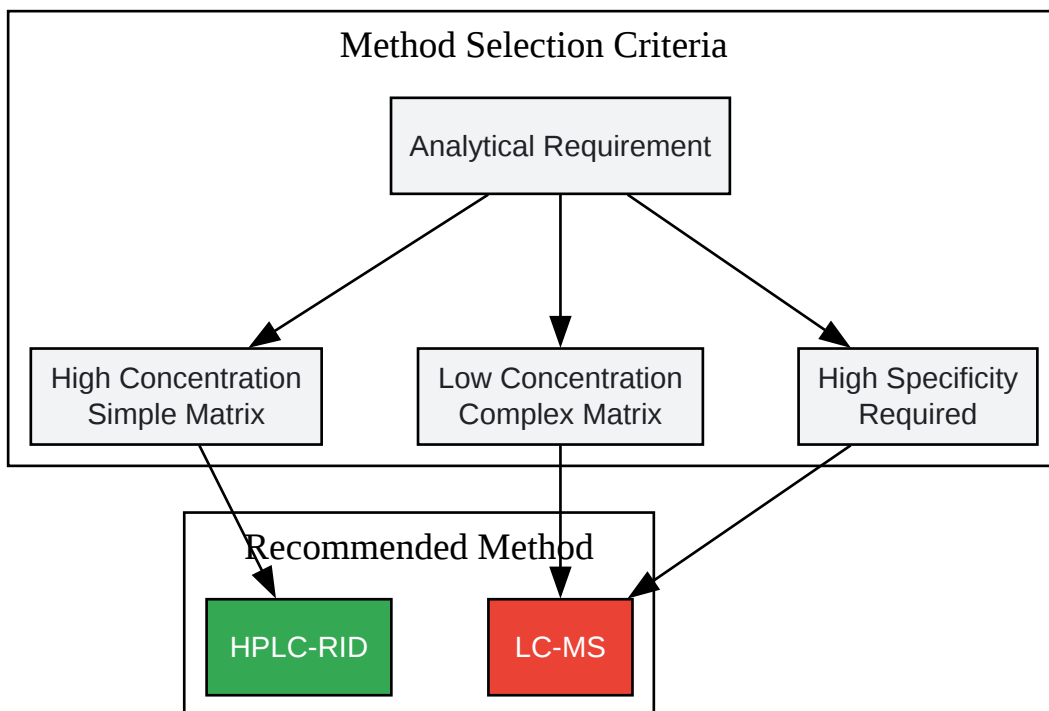 Method Selection Criteria
Analytical Requirement
High Concentration
Simple Matrix
Low Concentration
Complex Matrix
High Specificity
Required
Recommended Method
HPLC-RID
LC-MS